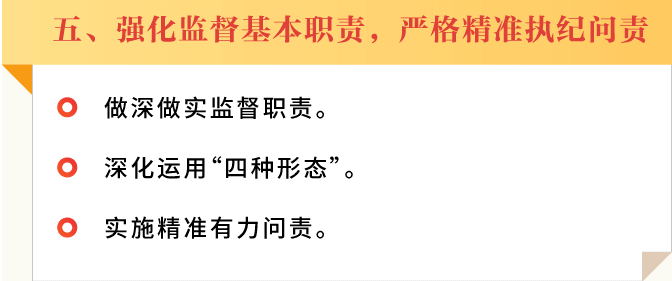 五、强化监督基本职责，严格精准执纪问责
做深做实监督职责。
深化运用“四种形态”。
实施精准有力问责。